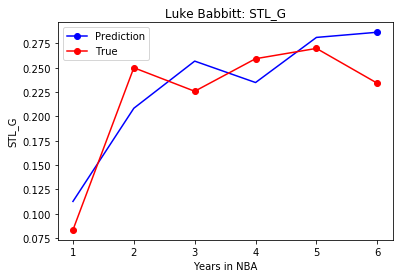 Luke Babbitt: STL_G
Prediction
True
0.275
0.250
0.225
0.200
0.175
0.150
0.125
0.100
0.075
STL_G
1 2 3 4 5 6
Years in NBA